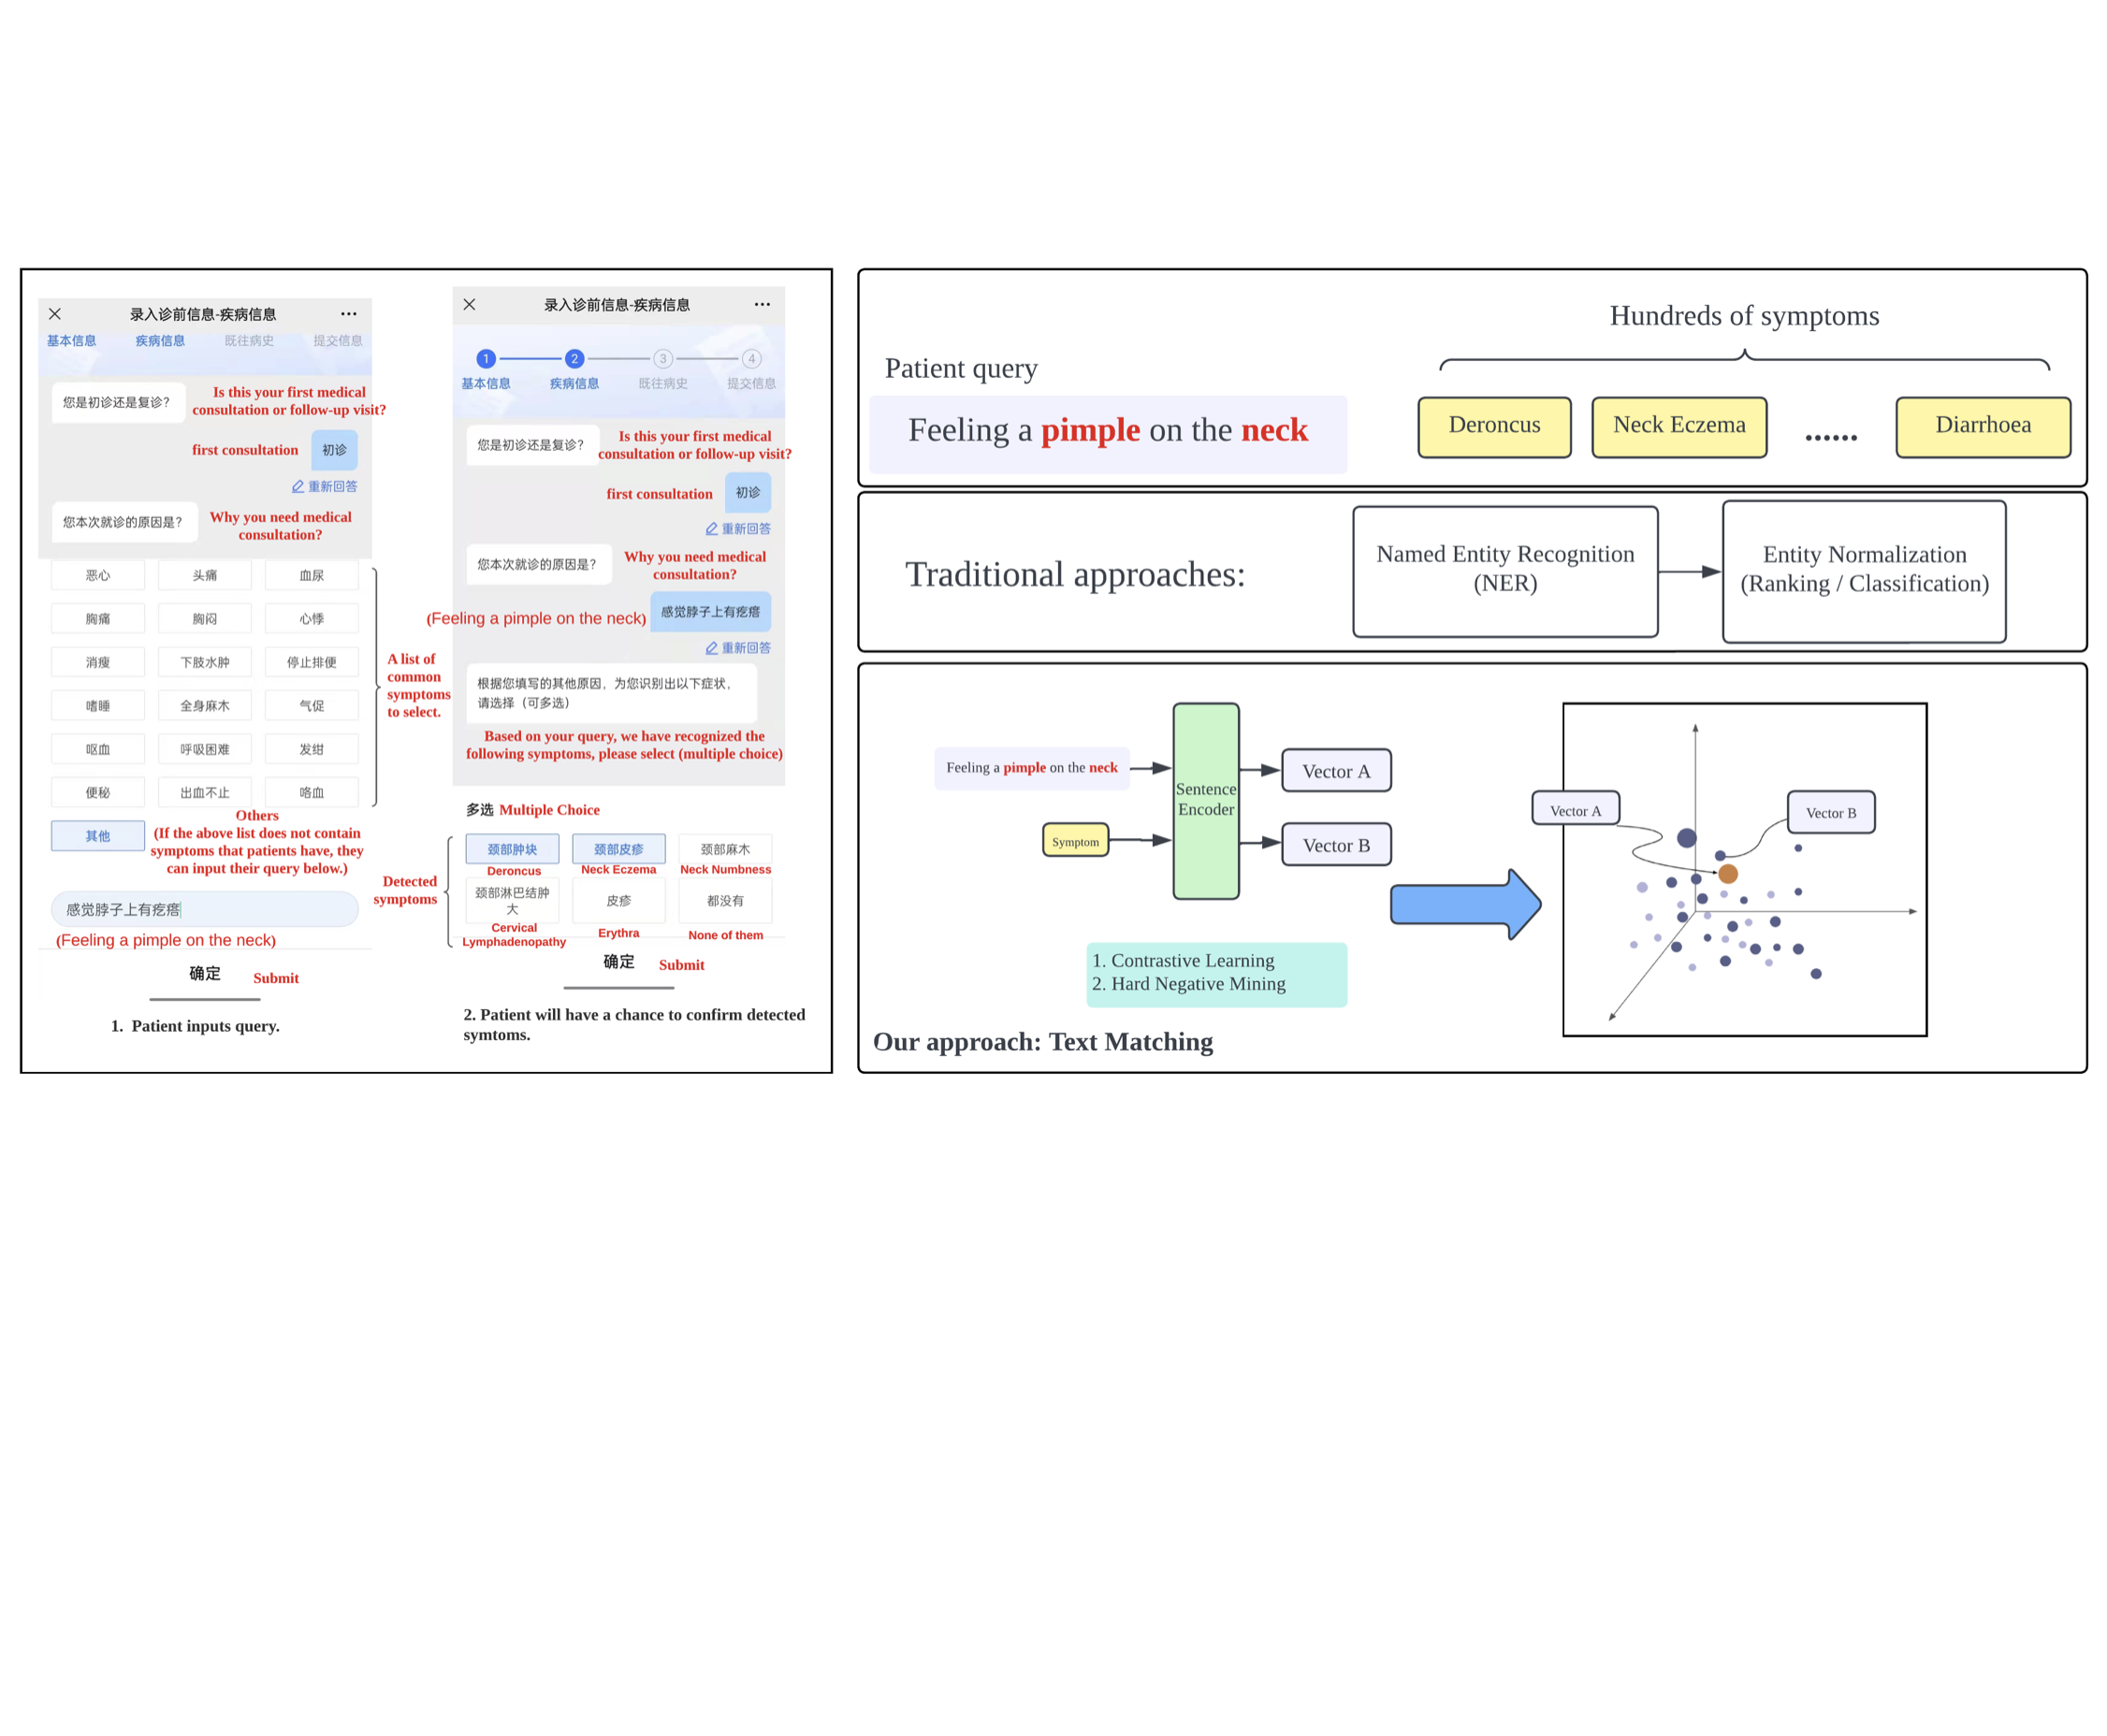 录入诊前信息-疾病信息
基本信息 疾病信息 既往病史 提交信息
您是初诊还是复诊？
Is this your first medical
consultation or follow-up visit?
first consultation
初诊
重新回答
您本次就诊的原因是？
Why you need medical
consultation?
恶心 头痛 血尿
胸痛 胸闷 心悸
消瘦 下肢水肿 停止排便
嗜睡 全身麻木 气促
呕血 呼吸困难 发绀
便秘 出血不止 咯血
A list of
common
symptoms
to select.
其他
Others
(If the above list does not contain
symptoms that patients have, they
can input their query below.)
感觉脖子上有疙瘩
(Feeling a pimple on the neck)
确定
Submit
1. Patient inputs query.
录入诊前信息-疾病信息
1 2 3 4
基本信息 疾病信息 既往病史 提交信息
您是初诊还是复诊？
Is this your first medical
consultation or follow-up visit?
first consultation
初诊
重新回答
您本次就诊的原因是？
Why you need medical
consultation?
(Feeling a pimple on the neck)
感觉脖子上有疙瘩
重新回答
根据您填写的其他原因，为您识别出以下症状，
请选择（可多选）
Based on your query, we have recognized the
following symptoms, please select (multiple choice)
多选 Multiple Choice
Detected
symptoms
颈部肿块 颈部皮疹 颈部麻木
Deroncus Neck Eczema Neck Numbness
颈部淋巴结肿
大
皮疹
都没有
Cervical
Lymphadenopathy
Erythra
None of them
确定
Submit
2. Patient will have a chance to confirm detected
symtoms.
Patient query
Feeling a pimple on the neck
Hundreds of symptoms
Deroncus Neck Eczema ...... Diarrhoea
Traditional approaches:
Named Entity Recognition
(NER)
Entity Normalization
(Ranking / Classification)
Feeling a pimple on the neck
Symptom
Sentence
Encoder
Vector A
Vector B
Vector A
Vector B
1. Contrastive Learning
2. Hard Negative Mining
Our approach: Text Matching